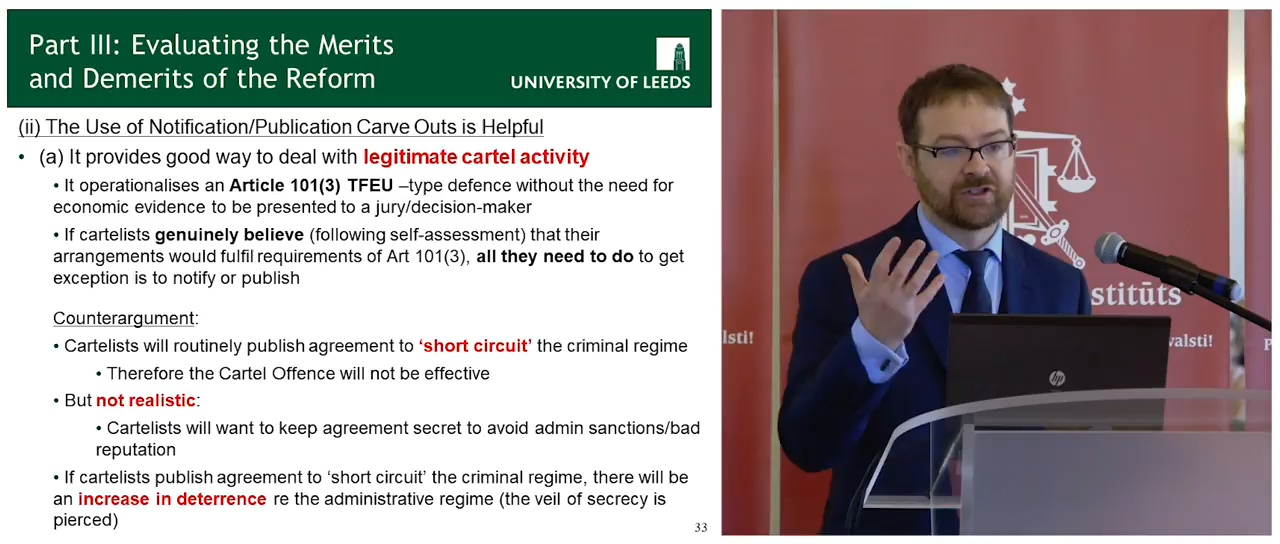 Part III: Evaluating the Merits
and Demerits of the Reform
UNIVERSITY OF LEEDS
(ii) The Use of Notification/Publication Carve Outs is Helpful
• (a) It provides good way to deal with legitimate cartel activity
• It operationalises an Article 101(3) TFEU –type defence without the need for
economic evidence to be presented to a jury/decision-maker
• If cartelists genuinely believe (following self-assessment) that their
arrangements would fulfil requirements of Art 101(3), all they need to do to get
exception is to notify or publish
Counterargument:
• Cartelists will routinely publish agreement to ‘short circuit’ the criminal regime
• Therefore the Cartel Offence will not be effective
• But not realistic:
• Cartelists will want to keep agreement secret to avoid admin sanctions/bad
reputation
• If cartelists publish agreement to ‘short circuit’ the criminal regime, there will be
an increase in deterrence re the administrative regime (the veil of secrecy is
pierced)
33
stitūts
lsti!
valsti!
hp